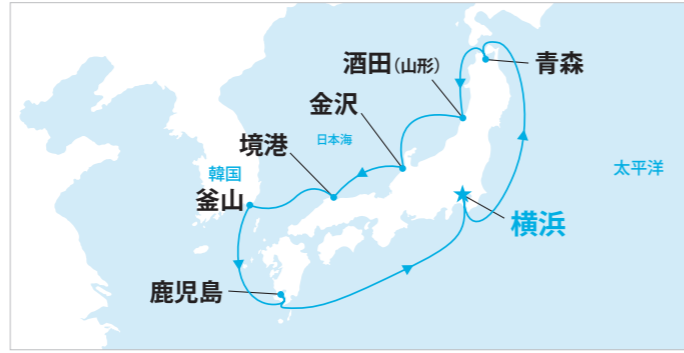 酒田（山形）
青森
金沢
日本海
境港
韓国
釜山
太平洋
横浜
鹿児島